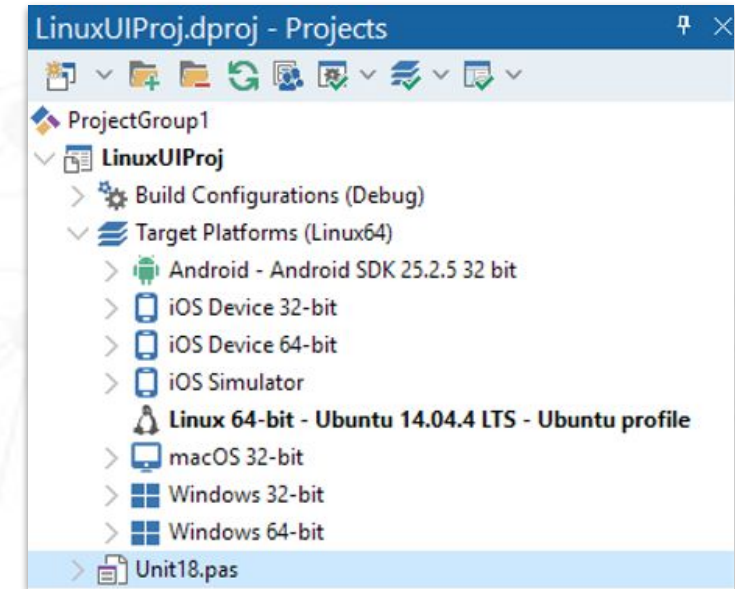 LinuxUIProj.dproj - Projects
ProjectGroup1
LinuxUIProj
Build Configurations (Debug)
Target Platforms (Linux64)
Android - Android SDK 25.2.5 32 bit
iOS Device 32-bit
iOS Device 64-bit
iOS Simulator
Linux 64-bit - Ubuntu 14.04.4 LTS - Ubuntu profile
macOS 32-bit
Windows 32-bit
Windows 64-bit
Unit18.pas